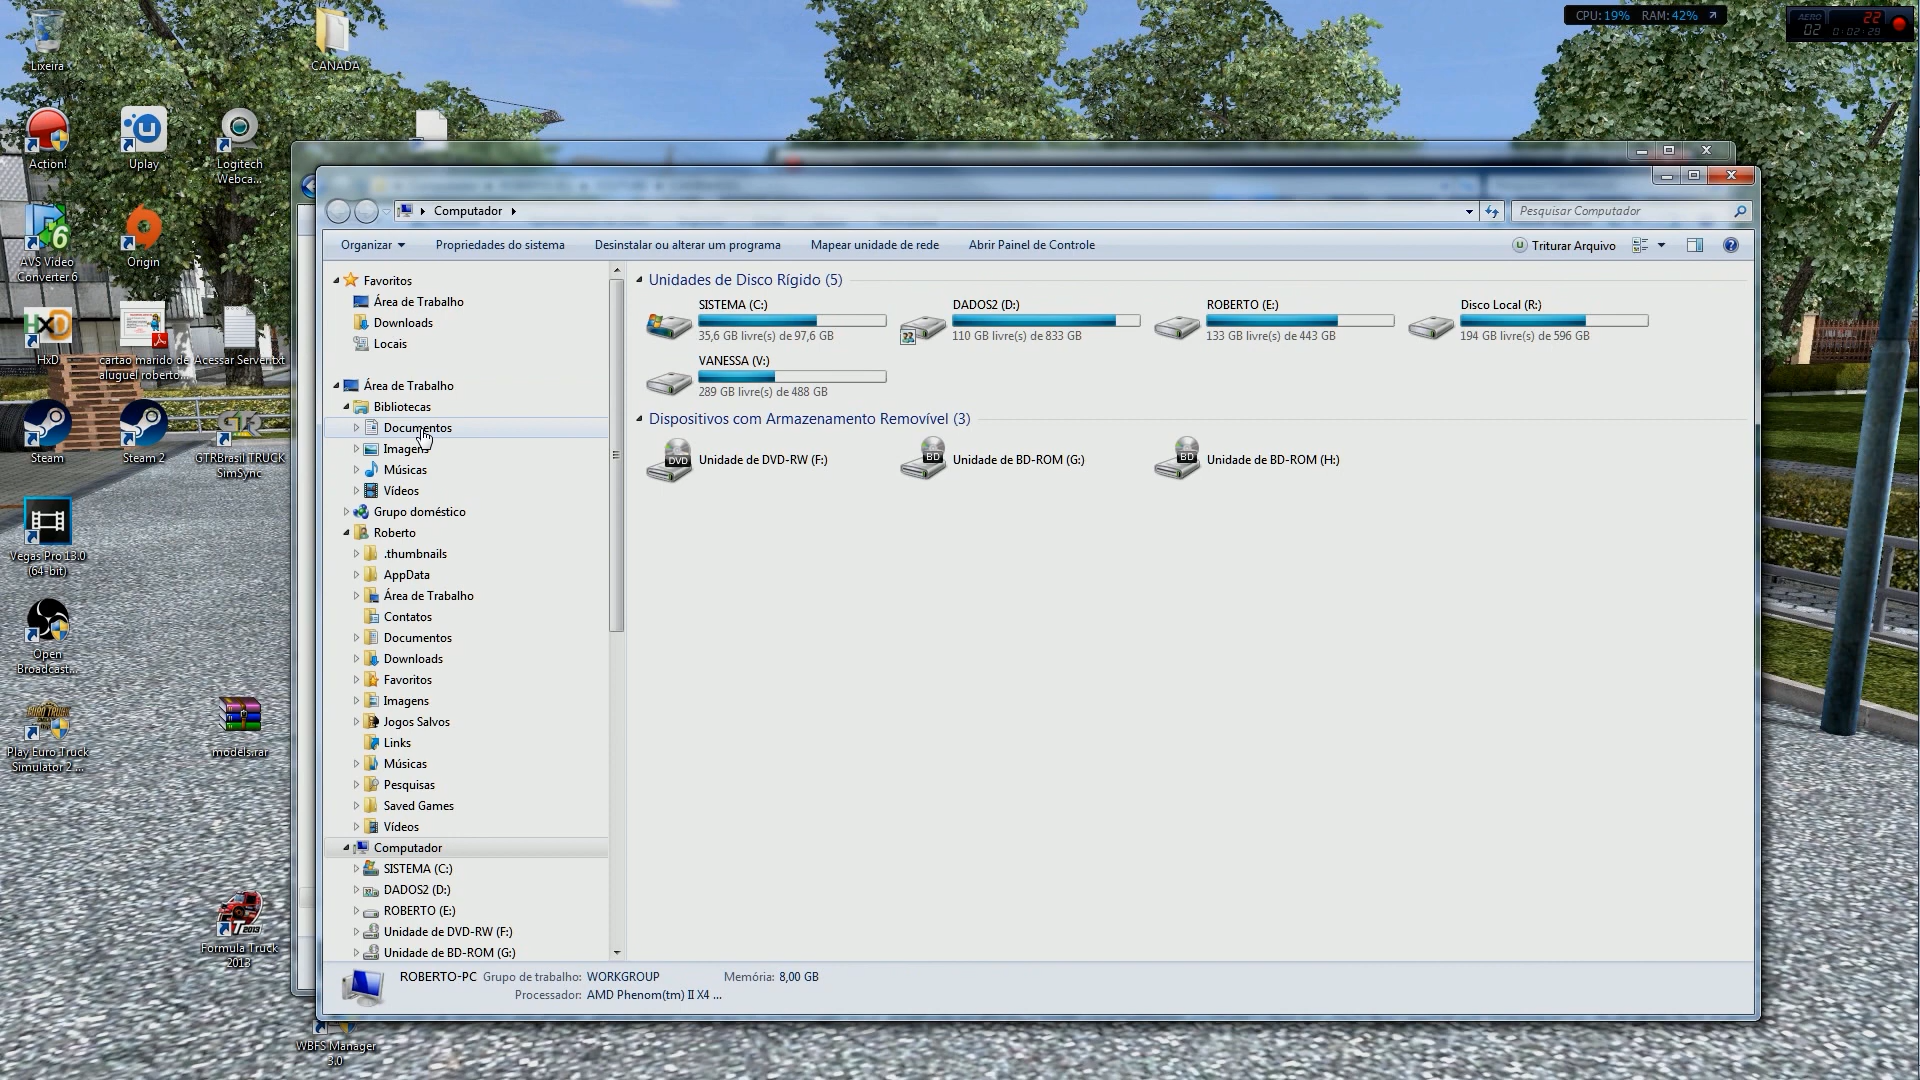 Lixeira
CANADA
CPU: 19% RAM: 42%
AERO
02
22
0:02:29
Action!
Uplay
Logitech
Webca...
AVS Video
Converter 6
Origin
HxD
cartao marido de
aluguel roberto...
Acessar Server.txt
Steam
Steam 2
GTRBrasil TRUCK
SimSync
Vegas Pro 13.0
(64-bit)
Open
Broadcast...
Play Euro Truck
Simulator 2 ...
models.rar
Formula Truck
2013
WBFS Manager
3.0
Computador
Pesquisar Computador
Organizar
Propriedades do sistema
Desinstalar ou alterar um programa
Mapear unidade de rede
Abrir Painel de Controle
Triturar Arquivo
Favoritos
Área de Trabalho
Downloads
Locais
Área de Trabalho
Bibliotecas
Documentos
Imagens
Músicas
Vídeos
Grupo doméstico
Roberto
.thumbnails
AppData
Área de Trabalho
Contatos
Documentos
Downloads
Favoritos
Imagens
Jogos Salvos
Links
Músicas
Pesquisas
Saved Games
Vídeos
Computador
SISTEMA (C:)
DADOS2 (D:)
ROBERTO (E:)
Unidade de DVD-RW (F:)
Unidade de BD-ROM (G:)
Unidades de Disco Rígido (5)
SISTEMA (C:)
35,6 GB livre(s) de 97,6 GB
DADOS2 (D:)
110 GB livre(s) de 833 GB
ROBERTO (E:)
133 GB livre(s) de 443 GB
Disco Local (R:)
194 GB livre(s) de 596 GB
VANESSA (V:)
289 GB livre(s) de 488 GB
Dispositivos com Armazenamento Removível (3)
DVD
Unidade de DVD-RW (F:)
BD
Unidade de BD-ROM (G:)
BD
Unidade de BD-ROM (H:)
ROBERTO-PC Grupo de trabalho: WORKGROUP Memória: 8,00 GB
Processador: AMD Phenom(tm) II X4 ...